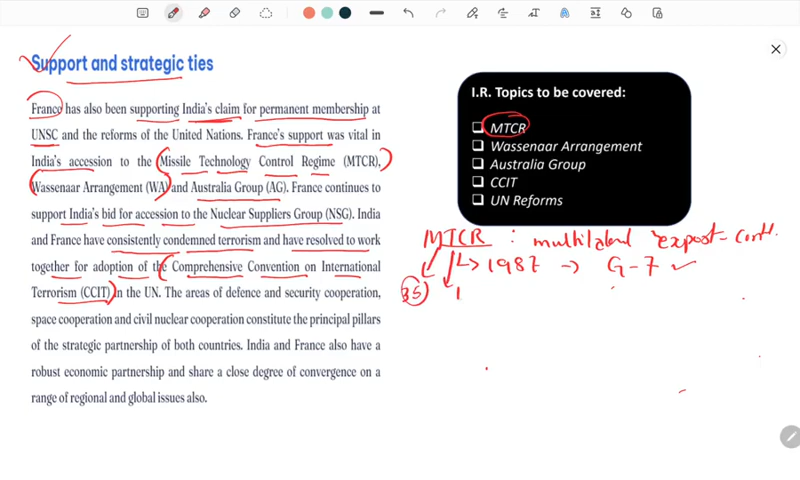 Support and strategic ties
France has also been supporting India's claim for permanent membership at
UNSC and the reforms of the United Nations. France's support was vital in
India's accession to the Missile Technology Control Regime (MTCR),
Wassenaar Arrangement (WA) and Australia Group (AG). France continues to
support India's bid for accession to the Nuclear Suppliers Group (NSG). India
and France have consistently condemned terrorism and have resolved to work
together for adoption of the Comprehensive Convention on International
Terrorism (CCIT) in the UN. The areas of defence and security cooperation,
space cooperation and civil nuclear cooperation constitute the principal pillars
of the strategic partnership of both countries. India and France also have a
robust economic partnership and share a close degree of convergence on a
range of regional and global issues also.
I.R. Topics to be covered:
MTCR
Wassenaar Arrangement
Australia Group
CCIT
UN Reforms
MTCR : multilateral export-
1987 → G-7
35